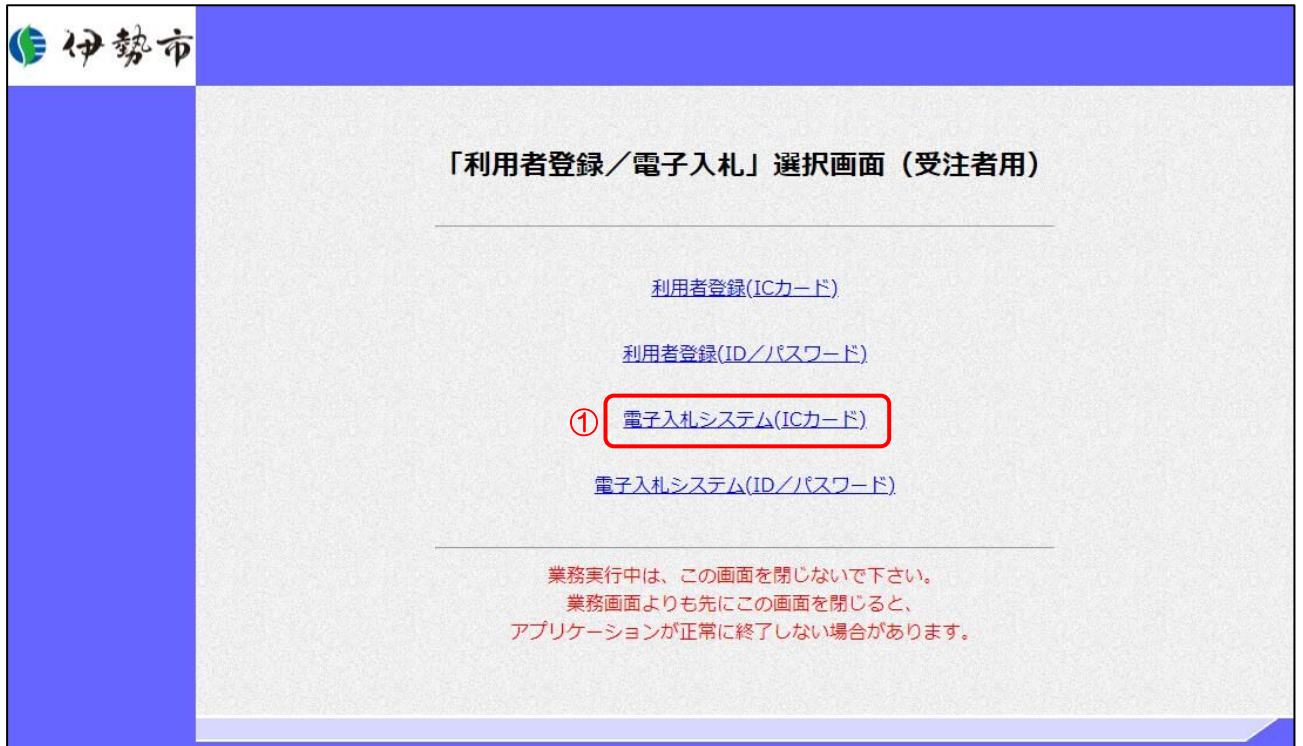 伊勢市
「利用者登録／電子入札」選択画面（受注者用）
利用者登録(ICカード)
利用者登録(ID／パスワード)
① 電子入札システム(ICカード)
電子入札システム(ID／パスワード)
業務実行中は、この画面を閉じないで下さい。
業務画面よりも先にこの画面を閉じると、
アプリケーションが正常に終了しない場合があります。